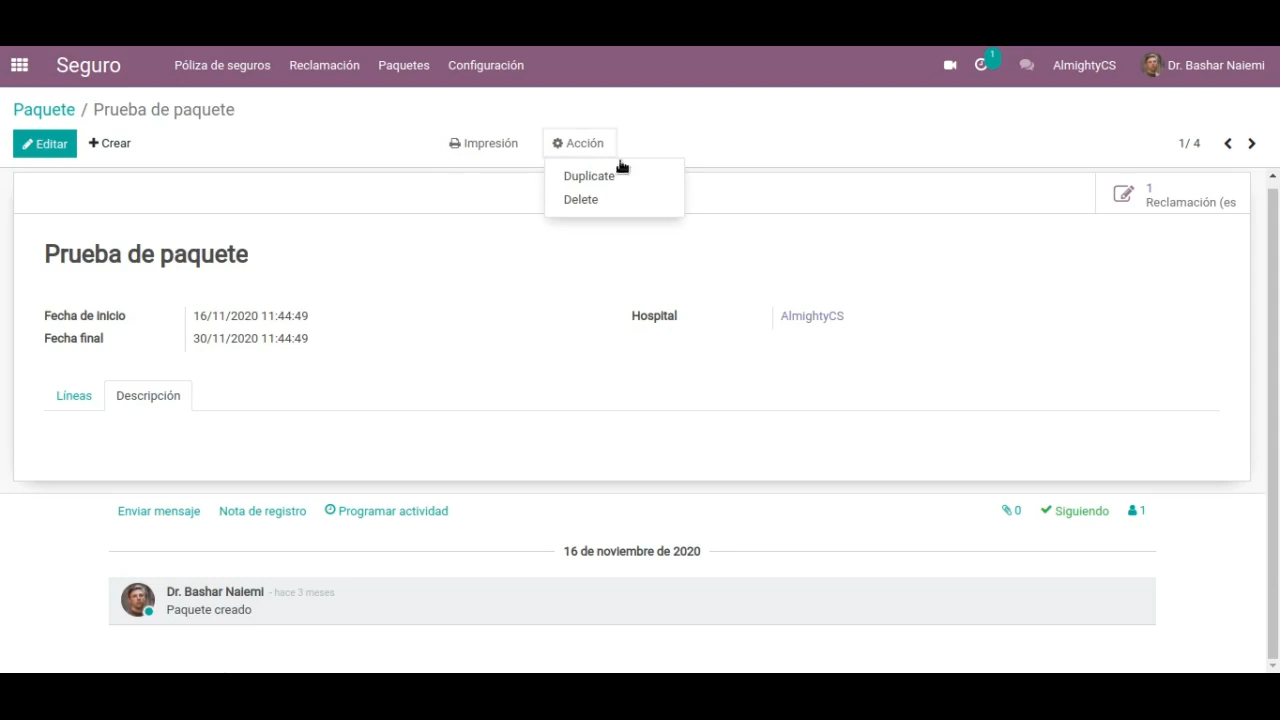 Seguro Póliza de seguros Reclamación Paquetes Configuración 1 AlmightyCS Dr. Bashar Naiemi
Paquete / Prueba de paquete
Editar Crear Impresión Acción 1/ 4
Duplicate
Delete
1
Reclamación (es
Prueba de paquete
Fecha de inicio 16/11/2020 11:44:49 Hospital AlmightyCS
Fecha final 30/11/2020 11:44:49
Líneas Descripción
Enviar mensaje Nota de registro Programar actividad 0 Siguiendo 1
16 de noviembre de 2020
Dr. Bashar Naiemi - hace 3 meses
Paquete creado